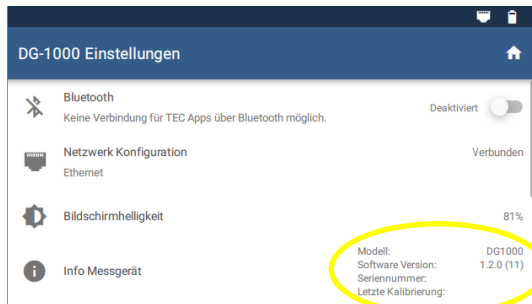 DG-1000 Einstellungen
Bluetooth
Keine Verbindung für TEC Apps über Bluetooth möglich.
Deaktiviert
Netzwerk Konfiguration
Ethernet
Verbunden
Bildschirmhelligkeit
81%
Info Messgerät
Modell: DG1000
Software Version: 1.2.0 (11)
Seriennummer:
Letzte Kalibrierung: